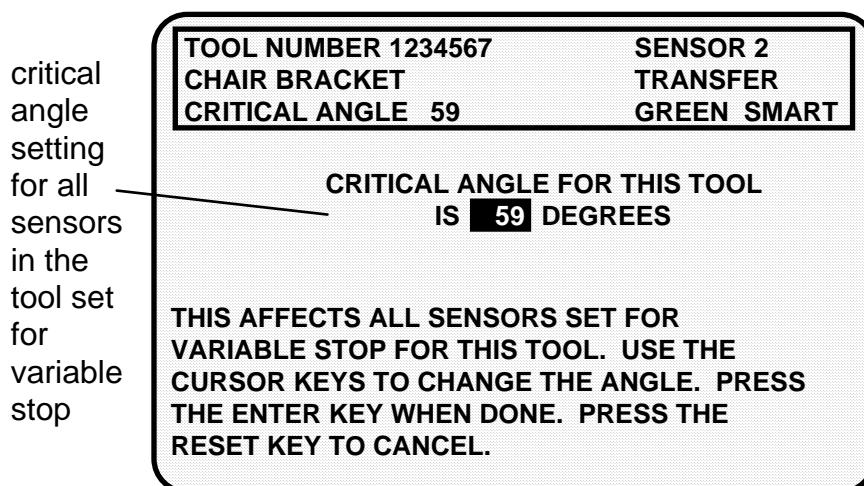 critical
angle
setting
for all
sensors
in the
tool set
for
variable
stop
TOOL NUMBER 1234567 SENSOR 2
CHAIR BRACKET TRANSFER
CRITICAL ANGLE 59 GREEN SMART
CRITICAL ANGLE FOR THIS TOOL
IS 59 DEGREES
THIS AFFECTS ALL SENSORS SET FOR
VARIABLE STOP FOR THIS TOOL. USE THE
CURSOR KEYS TO CHANGE THE ANGLE. PRESS
THE ENTER KEY WHEN DONE. PRESS THE
RESET KEY TO CANCEL.